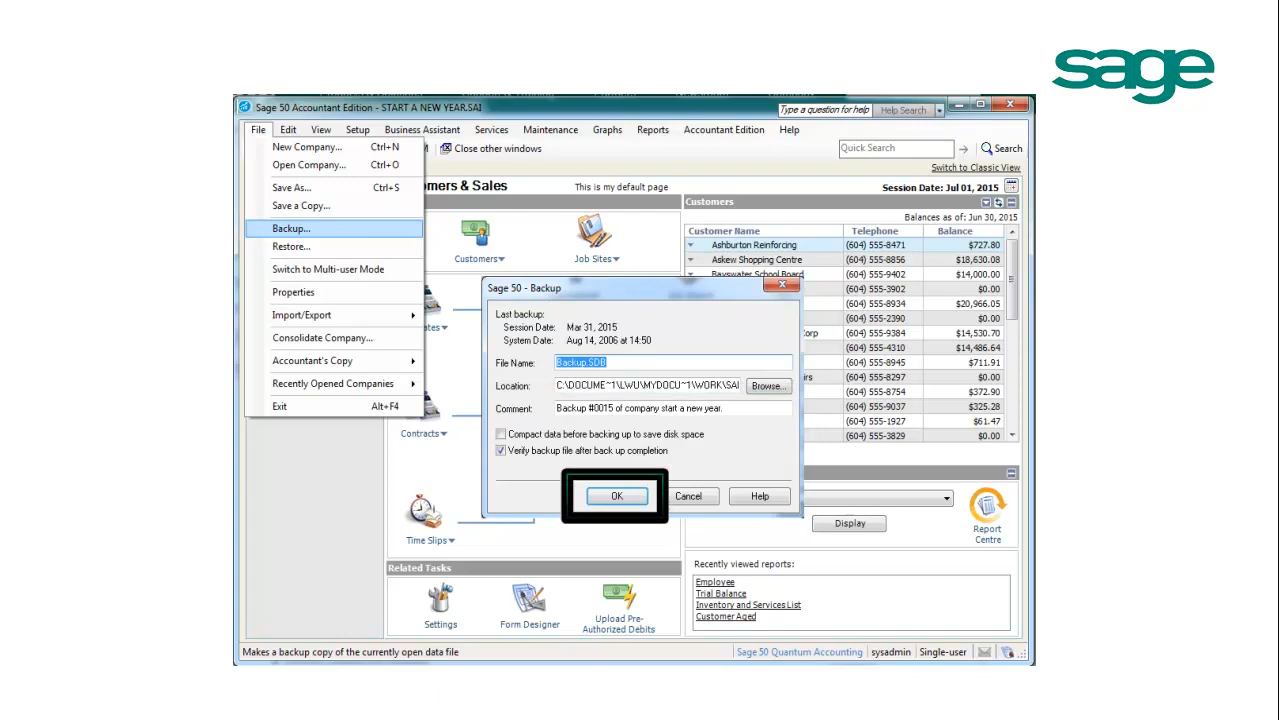 sage
Sage 50 Accountant Edition - START A NEW YEAR.SAI
Type a question for help
Help Search
File Edit View Setup Business Assistant Services Maintenance Graphs Reports Accountant Edition Help
New Company... Ctrl+N
Open Company... Ctrl+O
Save As... Ctrl+S
Save a Copy...
Backup...
Restore...
Switch to Multi-user Mode
Properties
Import/Export
Consolidate Company...
Accountant's Copy
Recently Opened Companies
Exit Alt+F4
Close other windows
Quick Search
Search
Switch to Classic View
omers & Sales
This is my default page
Session Date: Jul 01, 2015
Customers
Job Sites
Customers
Balances as of: Jun 30, 2015
Customer Name Telephone Balance
Ashburton Reinforcing (604) 555-8471 $727.80
Askew Shopping Centre (604) 555-8856 $18,630.08
Bayswater School Board (604) 555-9402 $14,000.00
(604) 555-3902 $0.00
(604) 555-8934 $20,966.05
(604) 555-2390 $0.00
Corp (604) 555-9384 $14,530.70
(604) 555-4310 $14,486.64
(604) 555-8945 $711.91
irs (604) 555-8297 $0.00
(604) 555-8754 $372.90
(604) 555-9037 $325.28
(604) 555-1927 $61.47
(604) 555-3829 $0.00
Sage 50 - Backup
Last backup:
Session Date: Mar 31, 2015
System Date: Aug 14, 2006 at 14:50
File Name: Backup.SDB
Location: C:\DOCUME~1\LWU\MYDOCU~1\WORK\SAI
Browse...
Comment: Backup #0015 of company start a new year.
Compact data before backing up to save disk space
Verify backup file after back up completion
OK
Cancel
Help
ates
Contracts
Time Slips
Display
Report
Centre
Related Tasks
Settings
Form Designer
Upload Pre-
Authorized Debits
Recently viewed reports:
Employee
Trial Balance
Inventory and Services List
Customer Aged
Makes a backup copy of the currently open data file
Sage 50 Quantum Accounting
sysadmin
Single-user